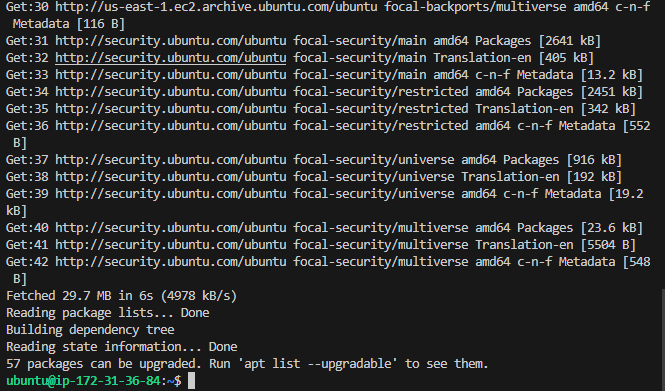 Get:30 http://us-east-1.ec2.archive.ubuntu.com/ubuntu focal-backports/multiverse amd64 c-n-f
 Metadata [116 B]
Get:31 http://security.ubuntu.com/ubuntu focal-security/main amd64 Packages [2641 kB]
Get:32 http://security.ubuntu.com/ubuntu focal-security/main Translation-en [405 kB]
Get:33 http://security.ubuntu.com/ubuntu focal-security/main amd64 c-n-f Metadata [13.2 kB]
Get:34 http://security.ubuntu.com/ubuntu focal-security/restricted amd64 Packages [2451 kB]
Get:35 http://security.ubuntu.com/ubuntu focal-security/restricted Translation-en [342 kB]
Get:36 http://security.ubuntu.com/ubuntu focal-security/restricted amd64 c-n-f Metadata [552
 B]
Get:37 http://security.ubuntu.com/ubuntu focal-security/universe amd64 Packages [916 kB]
Get:38 http://security.ubuntu.com/ubuntu focal-security/universe Translation-en [192 kB]
Get:39 http://security.ubuntu.com/ubuntu focal-security/universe amd64 c-n-f Metadata [19.2
kB]
Get:40 http://security.ubuntu.com/ubuntu focal-security/multiverse amd64 Packages [23.6 kB]
Get:41 http://security.ubuntu.com/ubuntu focal-security/multiverse Translation-en [5504 B]
Get:42 http://security.ubuntu.com/ubuntu focal-security/multiverse amd64 c-n-f Metadata [548
 B]
Fetched 29.7 MB in 6s (4978 kB/s)
Reading package lists... Done
Building dependency tree
Reading state information... Done
57 packages can be upgraded. Run 'apt list --upgradable' to see them.
ubuntu@ip-172-31-36-84:~$